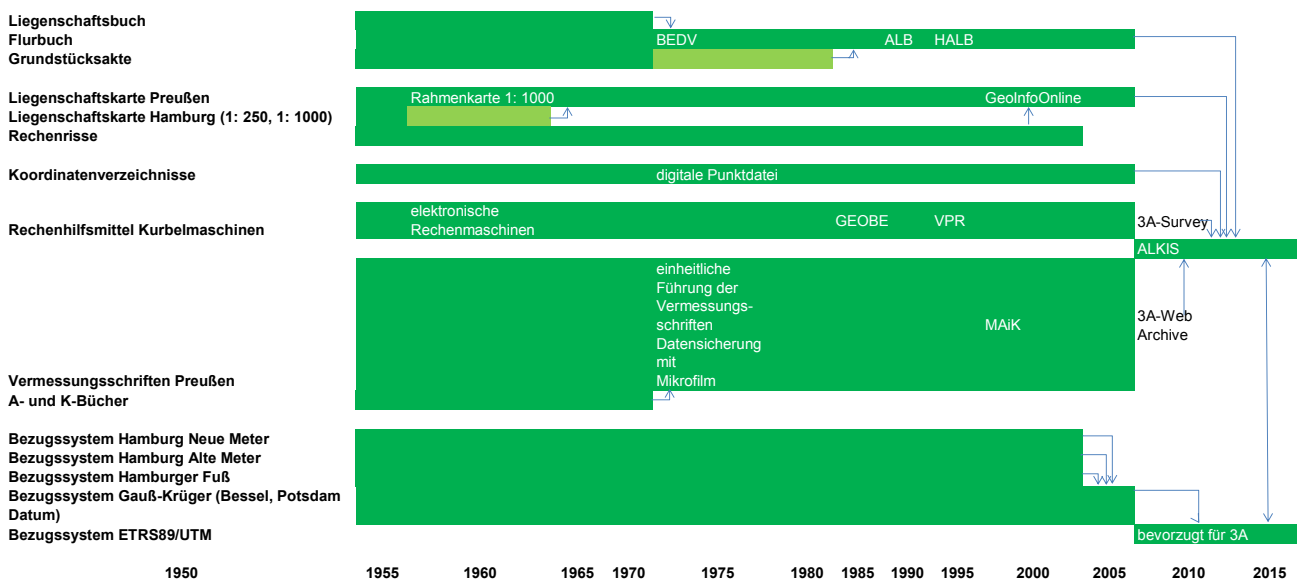 Liegenschaftsbuch
Flurbuch BEDV ALB HALB
Grundstücksakte
Liegenschaftskarte Preußen Rahmenkarte 1: 1000 GeoInfoOnline
Liegenschaftskarte Hamburg (1: 250, 1: 1000)
Rechenrisse
Koordinatenverzeichnisse digitale Punktdatei
elektronische
Rechenmaschinen GEOBE VPR
Rechenhilfsmittel Kurbelmaschinen 3A-Survey
ALKIS
einheitliche
Führung der
Vermessungs-
schriften
Datensicherung
mit
Mikrofilm
MAiK
3A-Web
Archive
Vermessungsschriften Preußen
A- und K-Bücher
Bezugssystem Hamburg Neue Meter
Bezugssystem Hamburg Alte Meter
Bezugssystem Hamburger Fuß
Bezugssystem Gauß-Krüger (Bessel, Potsdam
Datum)
Bezugssystem ETRS89/UTM bevorzugt für 3A
1950 1955 1960 1965 1970 1975 1980 1985 1990 1995 2000 2005 2010 2015